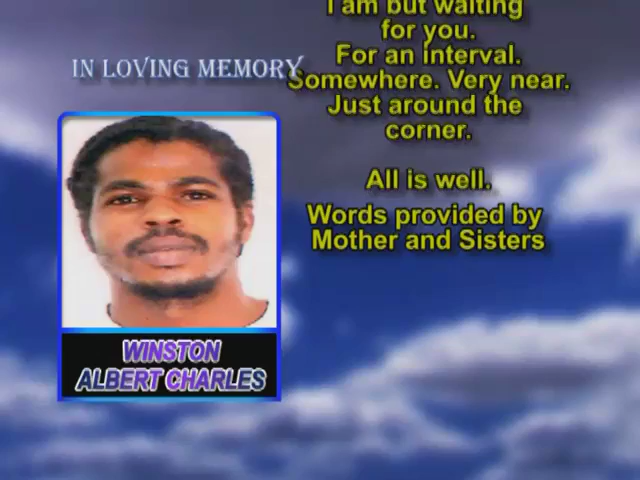 I am but waiting
for you.
For an interval.
IN LOVING MEMORY
Somewhere. Very near.
Just around the
corner.
All is well.
Words provided by
Mother and Sisters
WINSTON
ALBERT CHARLES